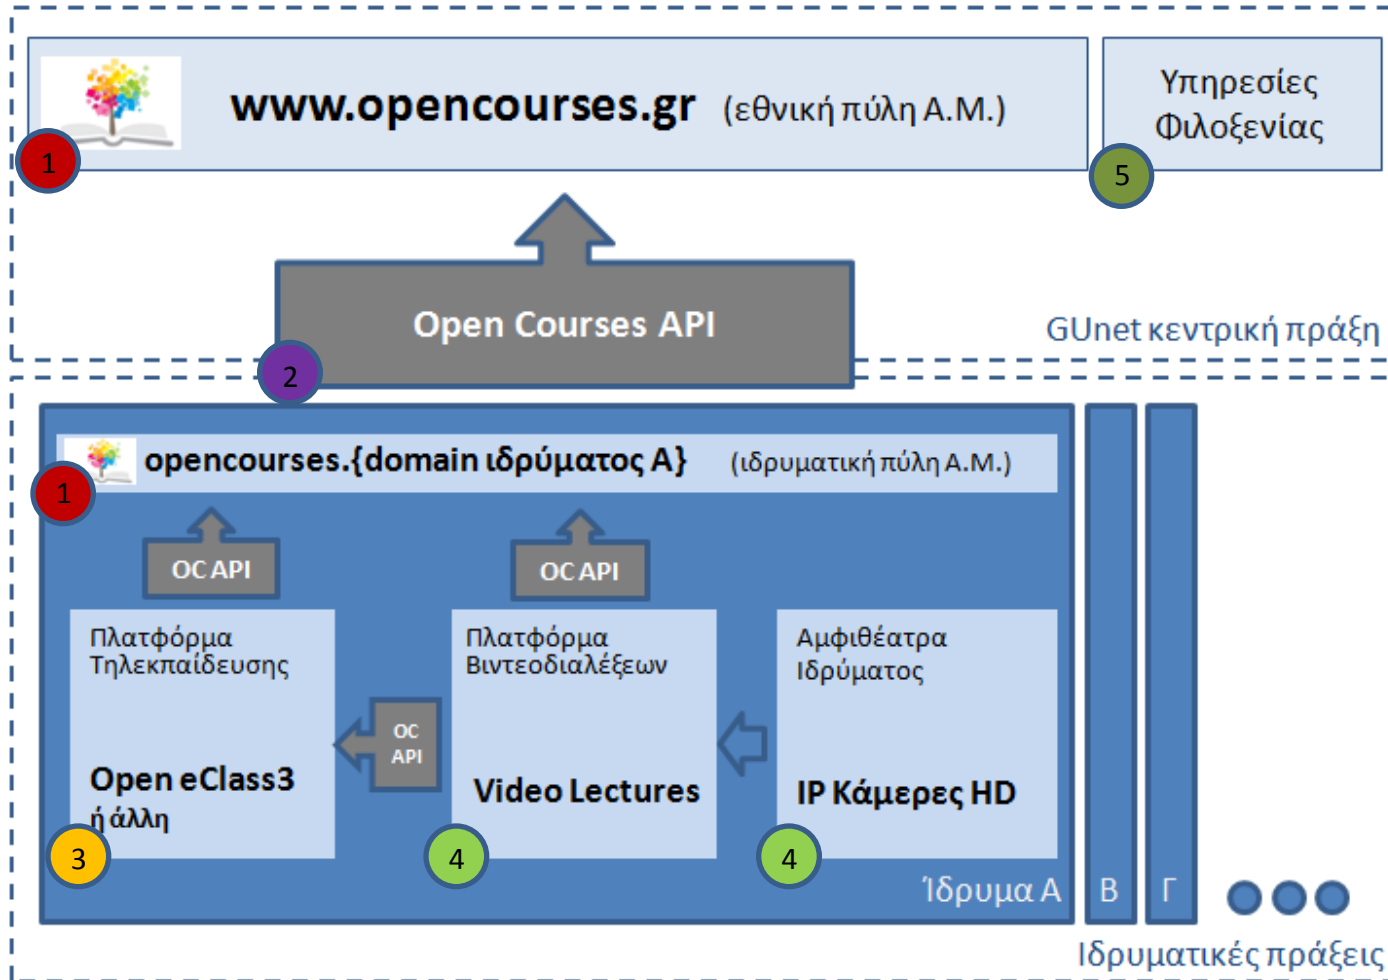 www.opencourses.gr (εθνική πύλη Α.Μ.)
1
Υπηρεσίες
Φιλοξενίας
5
Open Courses API
GUnet κεντρική πράξη
2
opencourses.{domain ιδρύματος Α} (ιδρυματική πύλη Α.Μ.)
1
OC API
OC API
Πλατφόρμα
Τηλεκπαίδευσης
Open eClass3
ή άλλη
3
OC
API
Πλατφόρμα
Βιντεοδιαλέξεων
Video Lectures
4
Αμφιθέατρα
Ιδρύματος
IP Κάμερες HD
4
Ίδρυμα Α
Β
Γ
Ιδρυματικές πράξεις